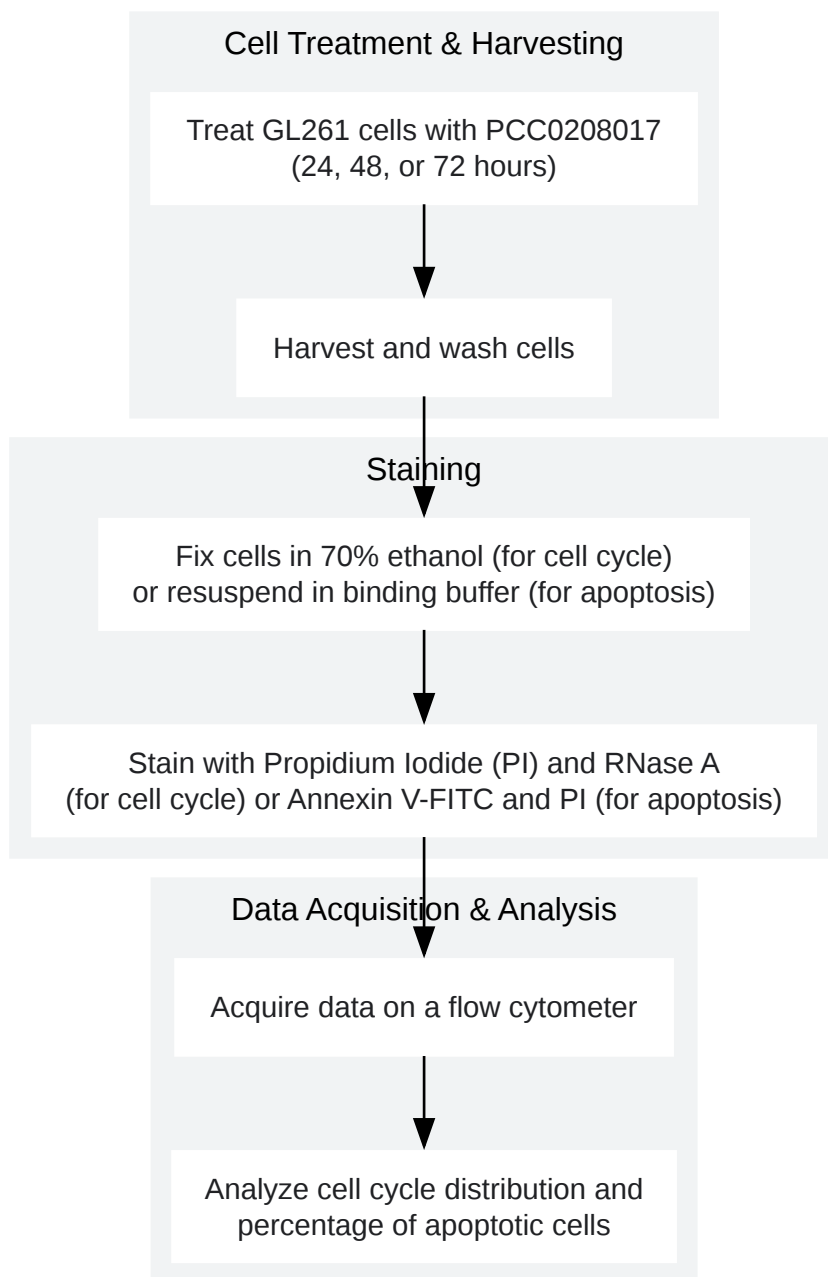 Cell Treatment & Harvesting
Treat GL261 cells with PCC0208017
(24, 48, or 72 hours)
Harvest and wash cells
Staining
Fix cells in 70% ethanol (for cell cycle)
or resuspend in binding buffer (for apoptosis)
Stain with Propidium Iodide (PI) and RNase A
(for cell cycle) or Annexin V-FITC and PI (for apoptosis)
Data Acquisition & Analysis
Acquire data on a flow cytometer
Analyze cell cycle distribution and
percentage of apoptotic cells